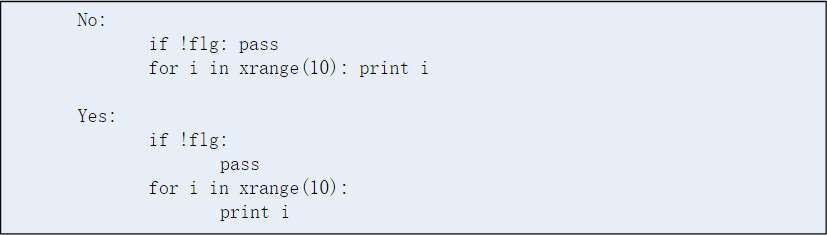 No:
if !flg: pass
for i in xrange(10): print i
Yes:
if !flg:
pass
for i in xrange(10):
print i